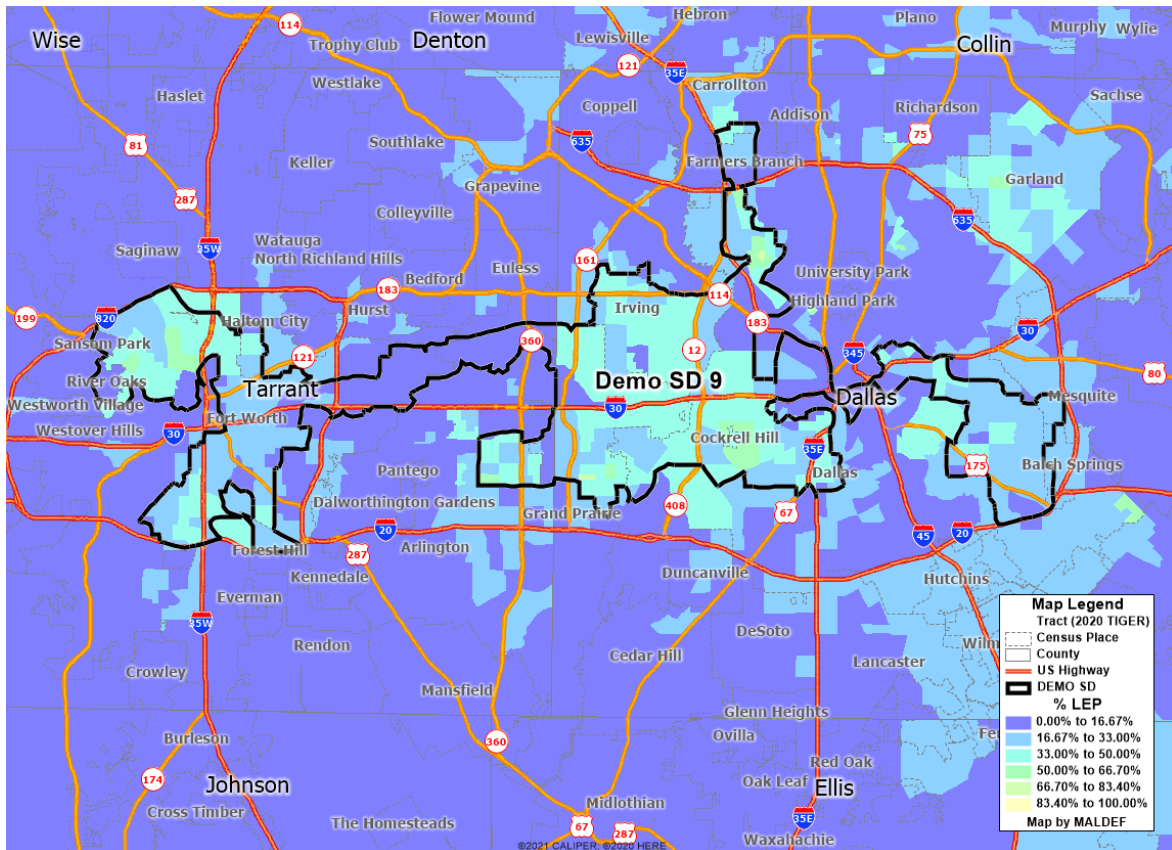 Flower Mound
Hebron
Plano
Murphy
Wylie
114
Wise
Trophy Club
Denton
Lewisville
Collin
121
35E
Westlake
Carrollton
Haslet
Coppell
Addison
Richardson
Sachse
81
Southlake
635
75
Keller
Farmers Branch
Garland
287
Grapevine
Colleyville
635
Saginaw
35W
Watauga
North Richland Hills
161
Euless
University Park
Bedford
183
114
Highland Park
199
820
Haltom City
Hurst
Irving
183
30
Sansom Park
360
12
345
121
80
River Oaks
Tarrant
Demo SD 9
Dallas
Mesquite
Westworth Village
Fort Worth
30
Westover Hills
30
Cockrell Hill
35E
175
Balch Springs
Pantego
Dallas
Dalworthington Gardens
408
67
Grand Prairie
20
Arlington
45
20
Forest Hill
287
Kennedale
Duncanville
Hutchins
Everman
35W
DeSoto
Rendon
Cedar Hill
Lancaster
Wilm
Crowley
Mansfield
Glenn Heights
Ovilla
Fe
Burleson
360
Red Oak
174
Johnson
Oak Leaf
Ellis
Cross Timber
Midlothian
The Homesteads
67
287
35E
Waxahachie
©2021 CALIPER; ©2020 HERE
Map Legend
Tract (2020 TIGER)
Census Place
County
US Highway
DEMO SD
% LEP
0.00% to 16.67%
16.67% to 33.00%
33.00% to 50.00%
50.00% to 66.70%
66.70% to 83.40%
83.40% to 100.00%
Map by MALDEF